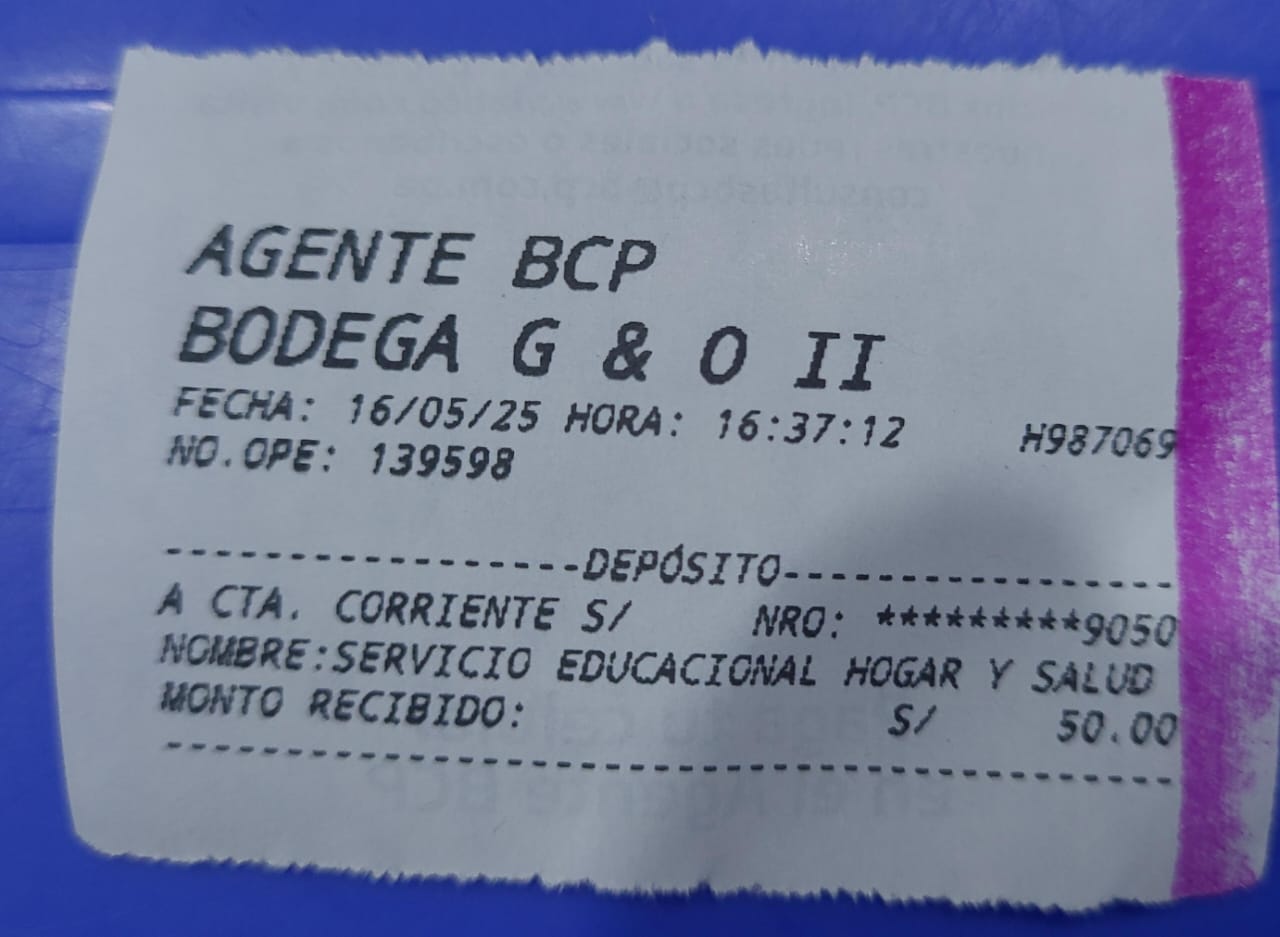 AGENTE BCP
BODEGA G & O II
FECHA: 16/05/25 HORA: 16:37:12 H987069
NO.OPE: 139598
-----------------DEPÓSITO----------------
A CTA. CORRIENTE S/ NRO: *********9050
NOMBRE:SERVICIO EDUCACIONAL HOGAR Y SALUD
MONTO RECIBIDO: S/ 50.00
-----------------------------------------